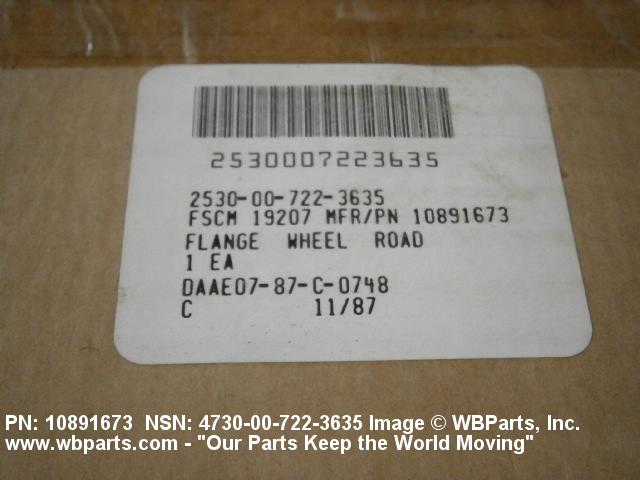 2530007223635
2530-00-722-3635
FSCM 19207 MFR/PN 10891673
FLANGE WHEEL ROAD
1 EA
DAAE07-87-C-0748
C 11/87
PN: 10891673 NSN: 4730-00-722-3635 Image © WBParts, Inc.
www.wbparts.com - "Our Parts Keep the World Moving"